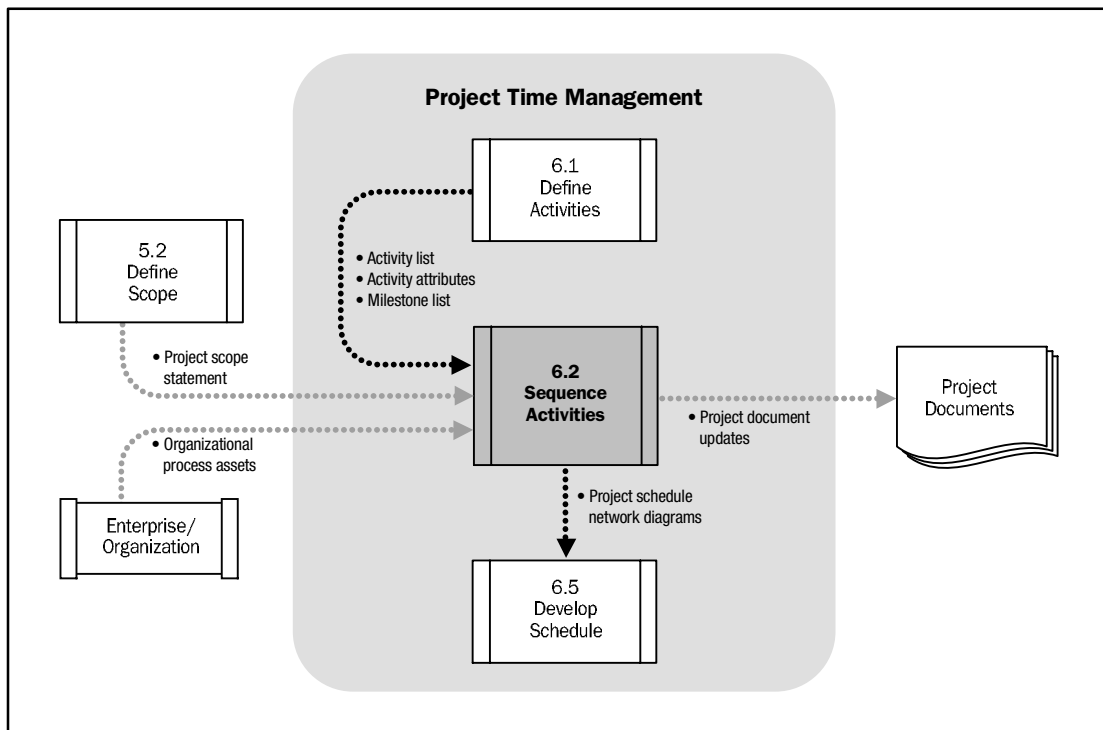 Project Time Management
6.1
Define
Activities
5.2
Define
Scope
• Activity list
• Activity attributes
• Milestone list
• Project scope
statement
6.2
Sequence
Activities
Project
Documents
• Project document
updates
• Organizational
process assets
• Project schedule
network diagrams
Enterprise/
Organization
6.5
Develop
Schedule